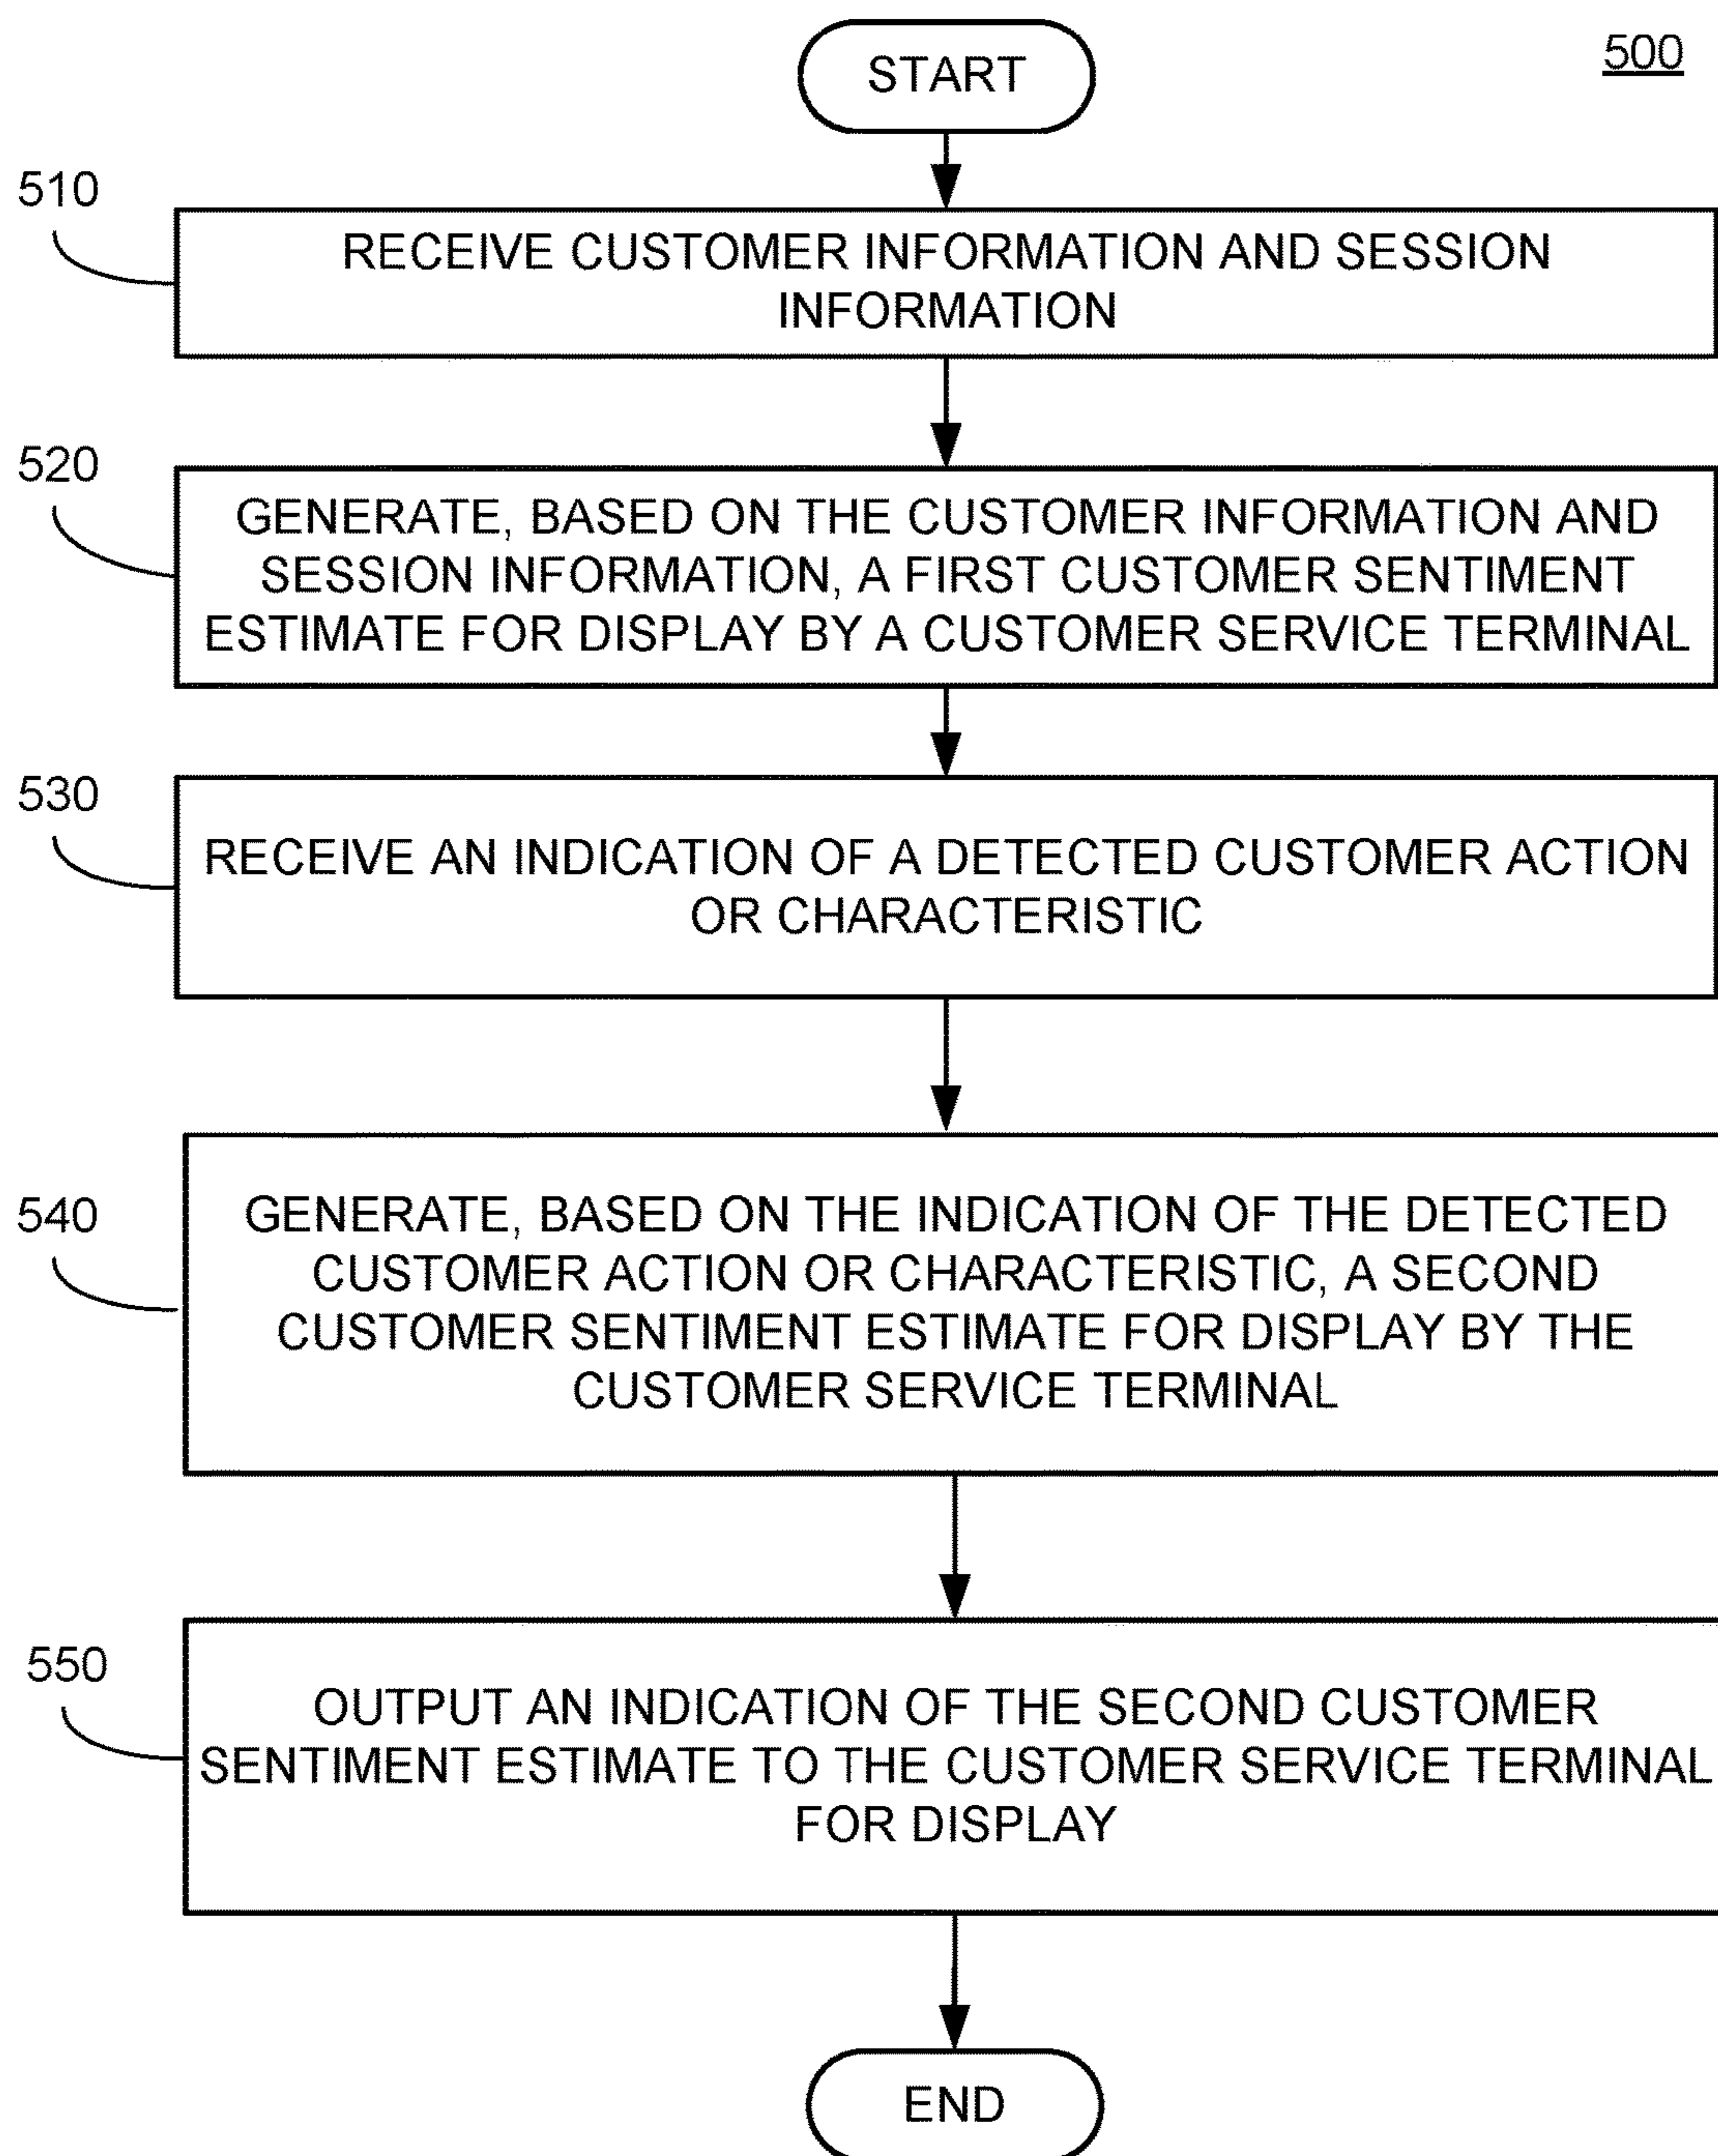 START
500
510
RECEIVE CUSTOMER INFORMATION AND SESSION
INFORMATION
520
GENERATE, BASED ON THE CUSTOMER INFORMATION AND
SESSION INFORMATION, A FIRST CUSTOMER SENTIMENT
ESTIMATE FOR DISPLAY BY A CUSTOMER SERVICE TERMINAL
530
RECEIVE AN INDICATION OF A DETECTED CUSTOMER ACTION
OR CHARACTERISTIC
540
GENERATE, BASED ON THE INDICATION OF THE DETECTED
CUSTOMER ACTION OR CHARACTERISTIC, A SECOND
CUSTOMER SENTIMENT ESTIMATE FOR DISPLAY BY THE
CUSTOMER SERVICE TERMINAL
550
OUTPUT AN INDICATION OF THE SECOND CUSTOMER
SENTIMENT ESTIMATE TO THE CUSTOMER SERVICE TERMINAL
FOR DISPLAY
END